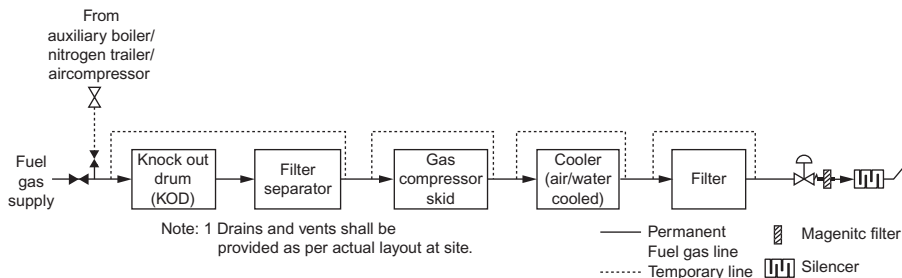 From
auxiliary boiler/
nitrogen trailer/
aircompressor
Fuel
gas
supply
Knock out
drum
(KOD)
Filter
separator
Gas
compressor
skid
Cooler
(air/water
cooled)
Filter
Note: 1 Drains and vents shall be
provided as per actual layout at site.
Permanent
Fuel gas line
Temporary line
Magenitc filter
Silencer